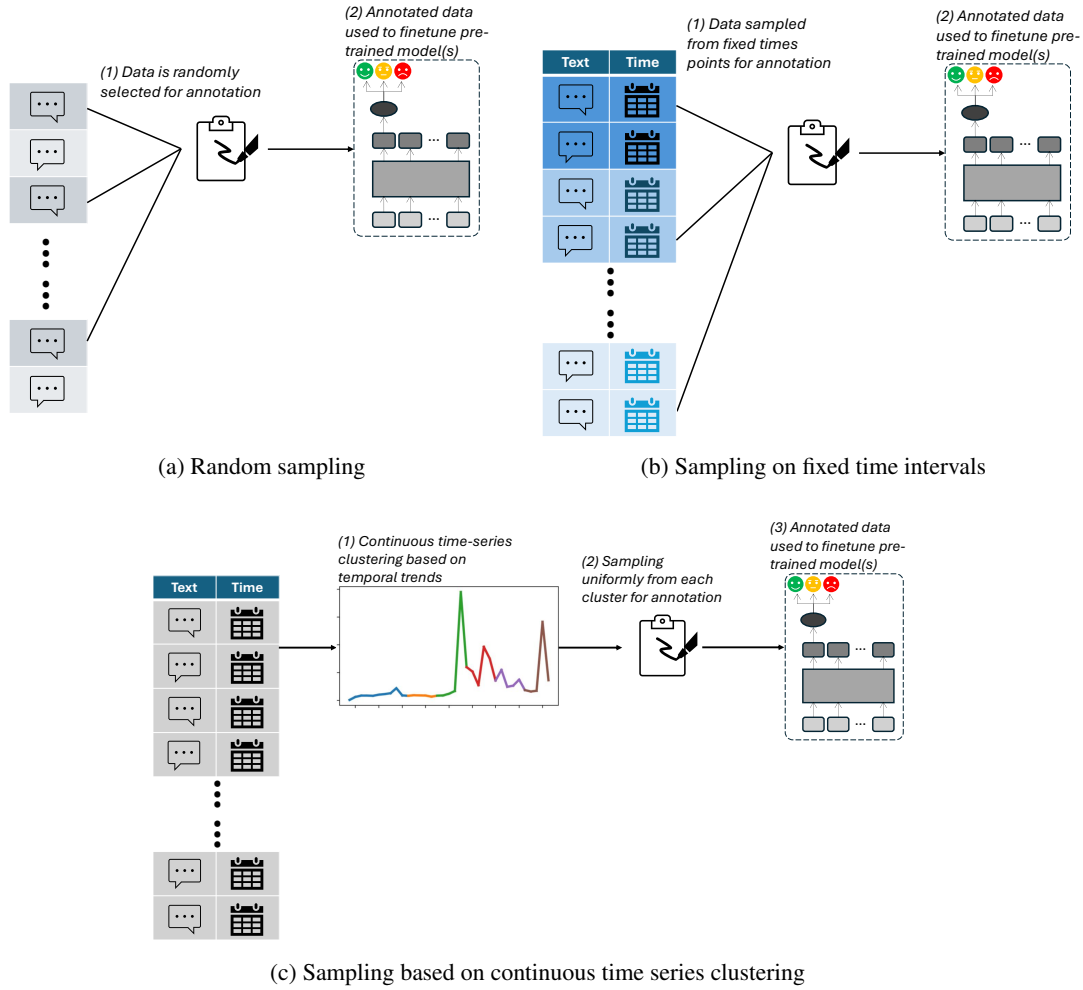 (1) Data is randomly
selected for annotation
(2) Annotated data
used to finetune pre-
trained model(s)
...
...
(a) Random sampling
Text Time
(1) Data sampled
from fixed times
points for annotation
(2) Annotated data
used to finetune pre-
trained model(s)
...
...
(b) Sampling on fixed time intervals
Text Time
(1) Continuous time-series
clustering based on
temporal trends
(2) Sampling
uniformly from each
cluster for annotation
(3) Annotated data
used to finetune pre-
trained model(s)
...
...
(c) Sampling based on continuous time series clustering